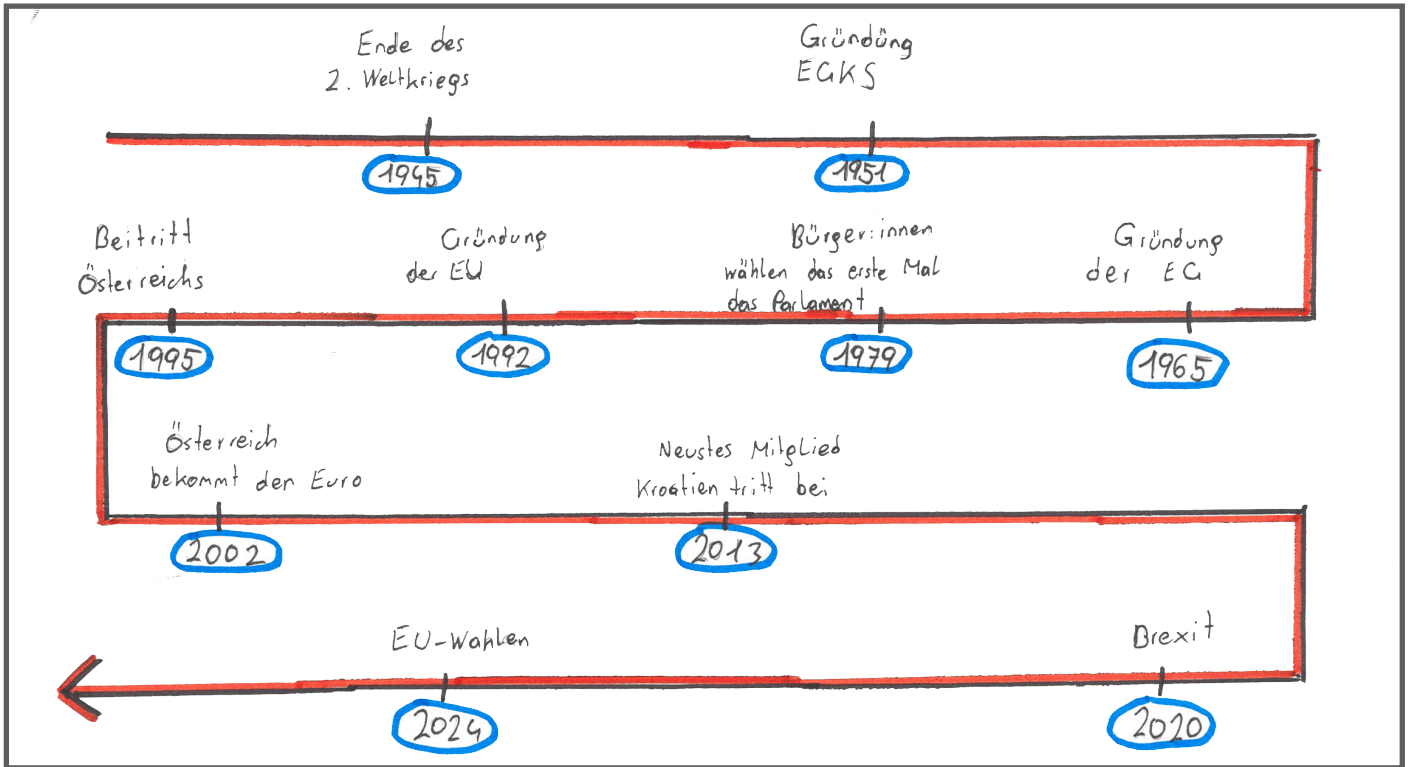 Ende des
2. Weltkriegs
1945
Gründüng
EGKS
1951
Gründung
der EG
1965
Bürger:innen
wählen das erste Mal
das Parlament
1979
Gründung
der EU
1992
Beitritt
Österreichs
1995
Österreich
bekommt den Euro
2002
Neustes Mitglied
Kroatien tritt bei
2013
Brexit
2020
EU-Wahlen
2024